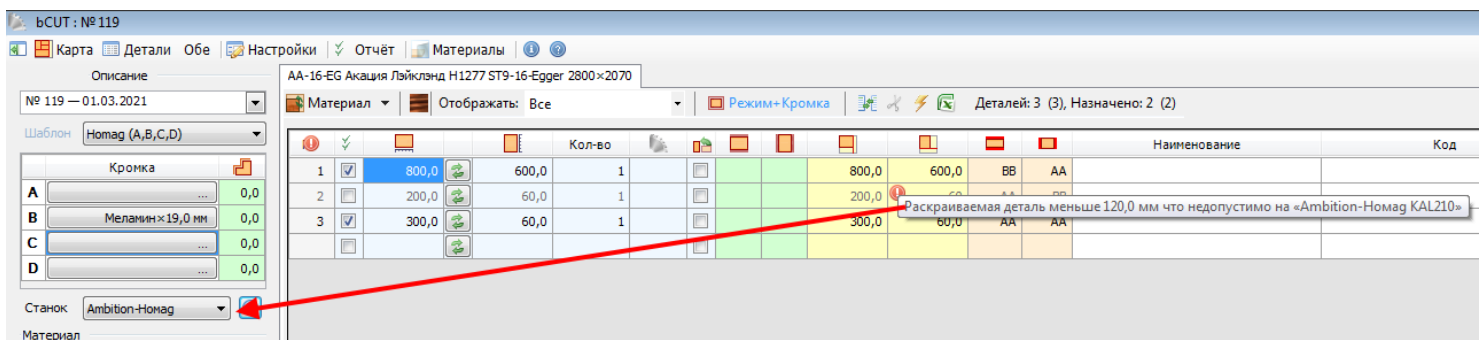 bCUT : № 119
Карта Детали Обе Настройки Отчёт Материалы
Описание
№ 119 — 01.03.2021
Шаблон Homag (A,B,C,D)
Кромка
A ... 0,0
B Меламин×19,0 мм 0,0
C ... 0,0
D ... 0,0
Станок Ambition-Номаg
Материал
AA-16-EG Акация Лэйклэнд H1277 ST9-16-Egger 2800×2070
Материал Отображать: Все Режим+Кромка Деталей: 3 (3), Назначено: 2 (2)
Кол-во Наименование Код
1 800,0 600,0 1 800,0 600,0 BB AA
2 200,0 60,0 1 200,0
Раскраиваемая деталь меньше 120,0 мм что недопустимо на «Ambition-Номаg KAL210»
3 300,0 60,0 1 300,0 60,0 AA AA